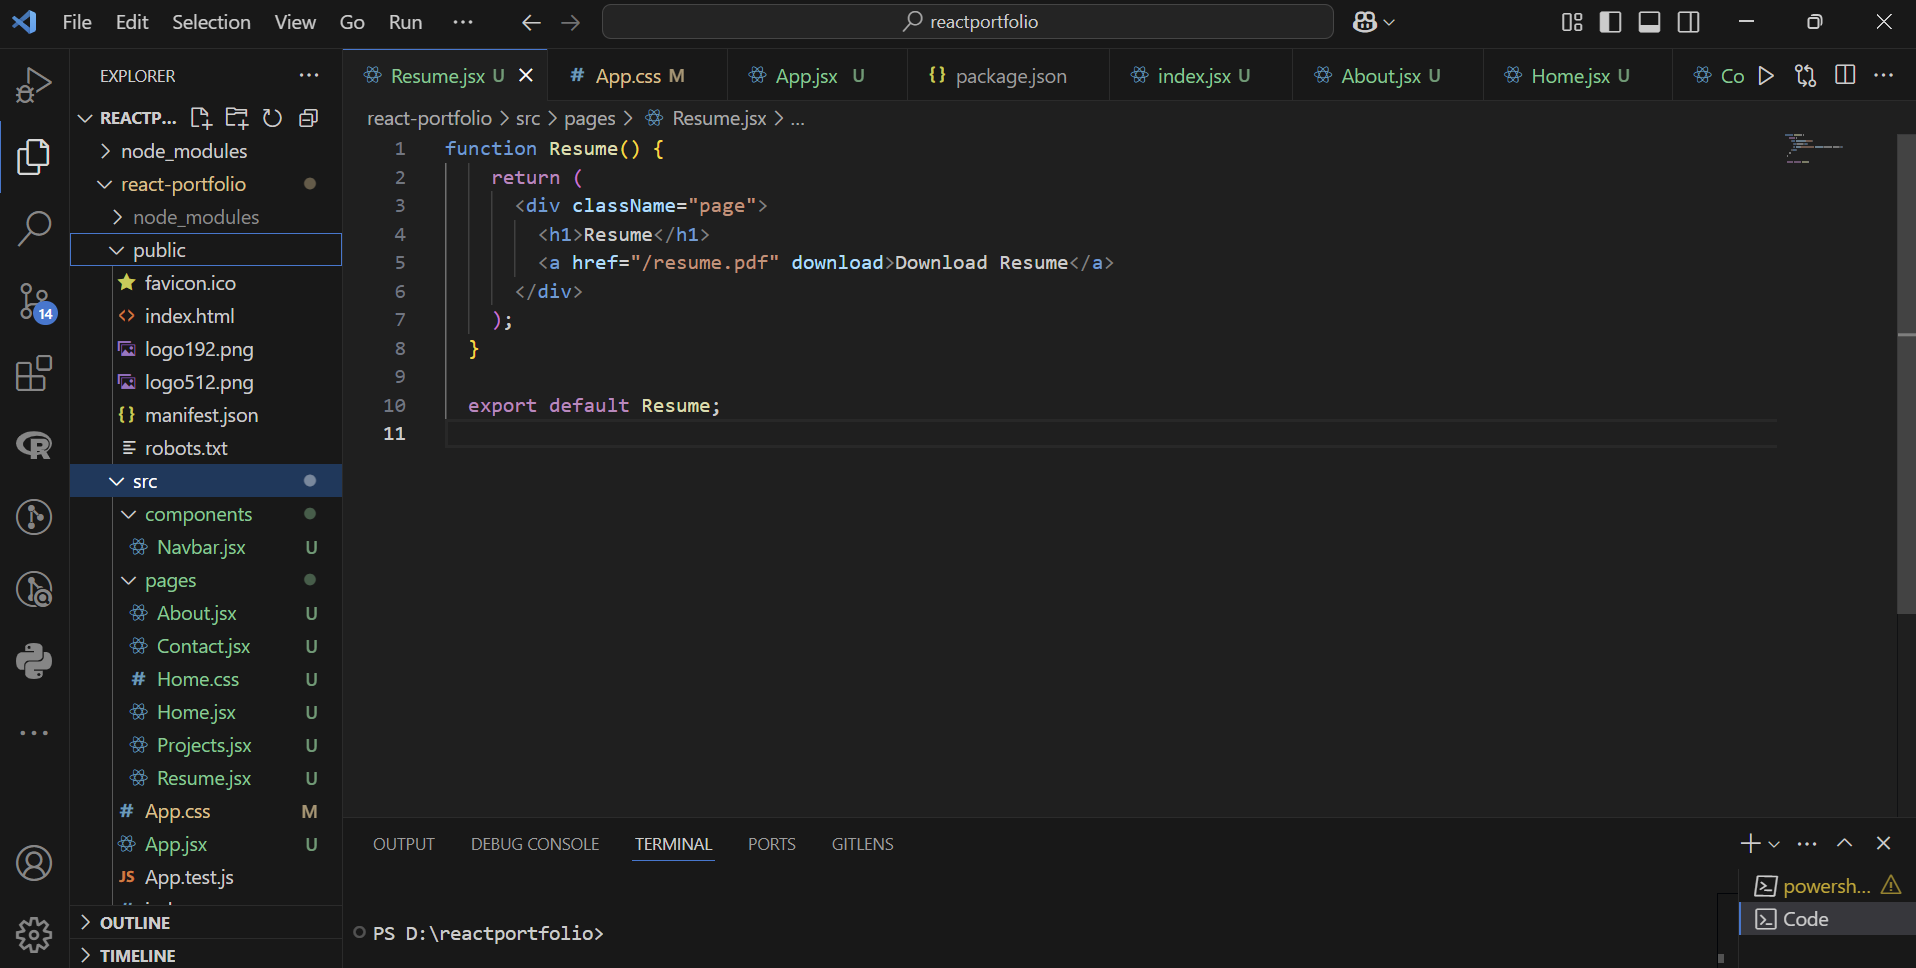 File Edit Selection View Go Run ··· reactportfolio
EXPLORER ···
REACTP...
node_modules
react-portfolio
node_modules
public
favicon.ico
index.html
logo192.png
logo512.png
{} manifest.json
robots.txt
src
components
Navbar.jsx U
pages
About.jsx U
Contact.jsx U
# Home.css U
Home.jsx U
Projects.jsx U
Resume.jsx U
# App.css M
App.jsx U
JS App.test.js
OUTLINE
TIMELINE
14
Resume.jsx U # App.css M App.jsx U {} package.json index.jsx U About.jsx U Home.jsx U Co ···
react-portfolio > src > pages > Resume.jsx > ...
1 function Resume() {
2 return (
3 <div className="page">
4 <h1>Resume</h1>
5 <a href="/resume.pdf" download>Download Resume</a>
6 </div>
7 );
8 }
9
10 export default Resume;
11
OUTPUT DEBUG CONSOLE TERMINAL PORTS GITLENS
PS D:\reactportfolio>
powersh...
Code